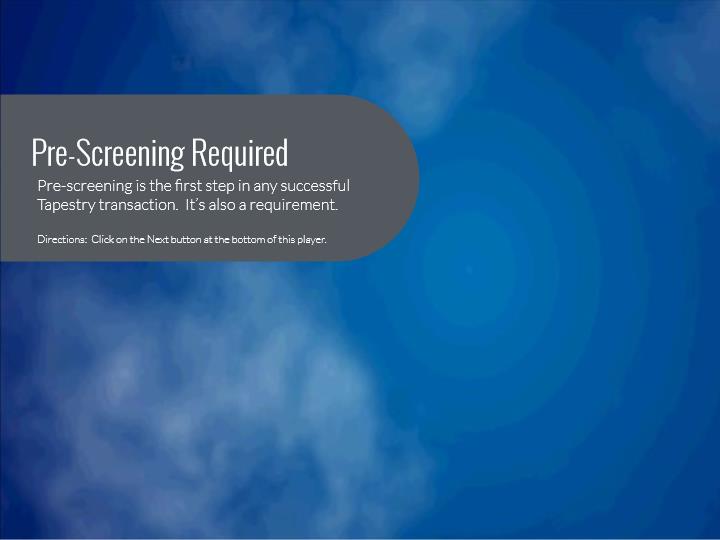 Pre-Screening Required
Pre-screening is the first step in any successful
Tapestry transaction.  It's also a requirement.
Directions:  Click on the Next button at the bottom of this player.